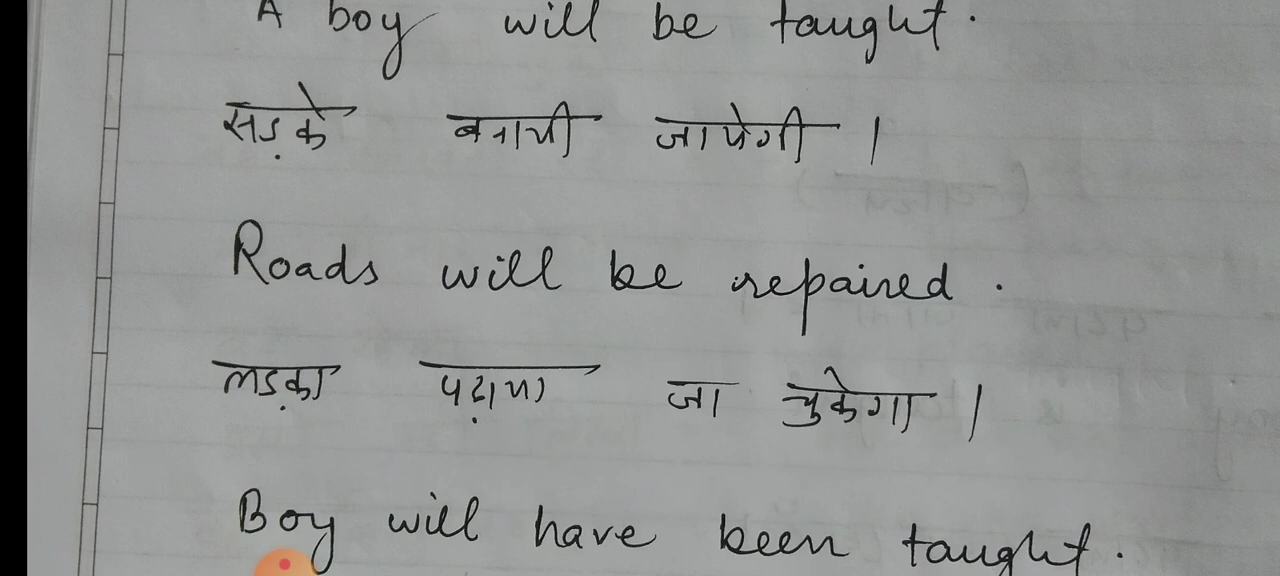 A boy will be taught.
सड़के बनायी जायेगी ।
Roads will be repaired.
लड़का पढ़ाया जा चुकेगा ।
Boy will have been taught.